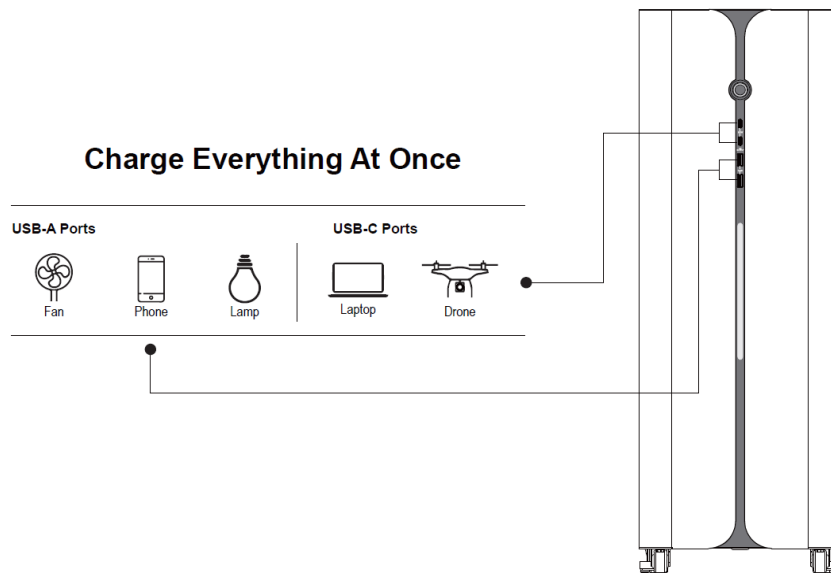 Charge Everything At Once
USB-A Ports
USB-C Ports
Fan
Phone
Lamp
Laptop
Drone